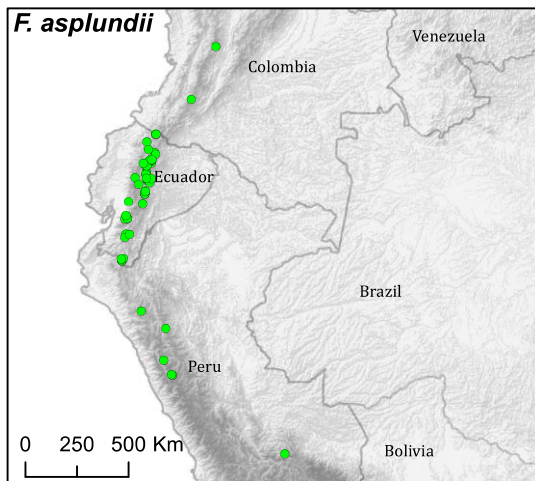 F. asplundii
Venezuela
Colombia
Ecuador
Brazil
Peru
Bolivia
0 250 500 Km